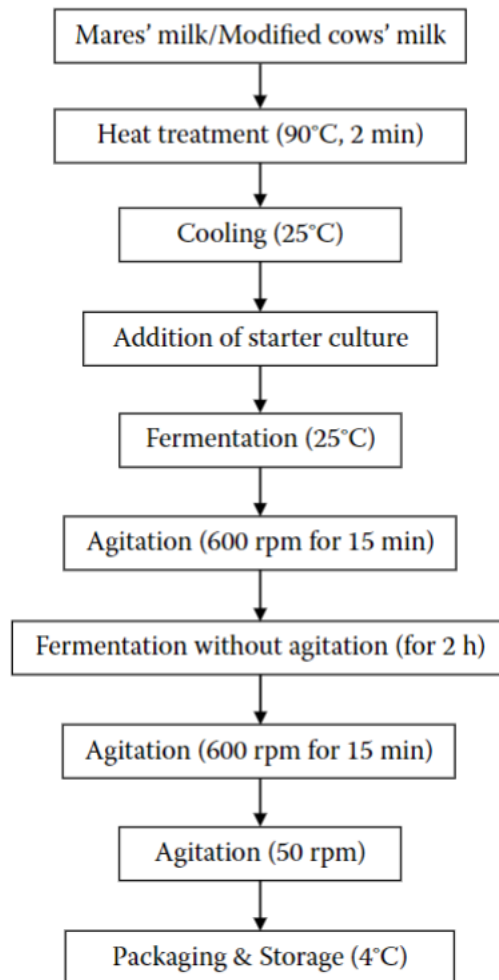 Mares’ milk/Modified cows’ milk
Heat treatment (90°C, 2 min)
Cooling (25°C)
Addition of starter culture
Fermentation (25°C)
Agitation (600 rpm for 15 min)
Fermentation without agitation (for 2 h)
Agitation (600 rpm for 15 min)
Agitation (50 rpm)
Packaging & Storage (4°C)